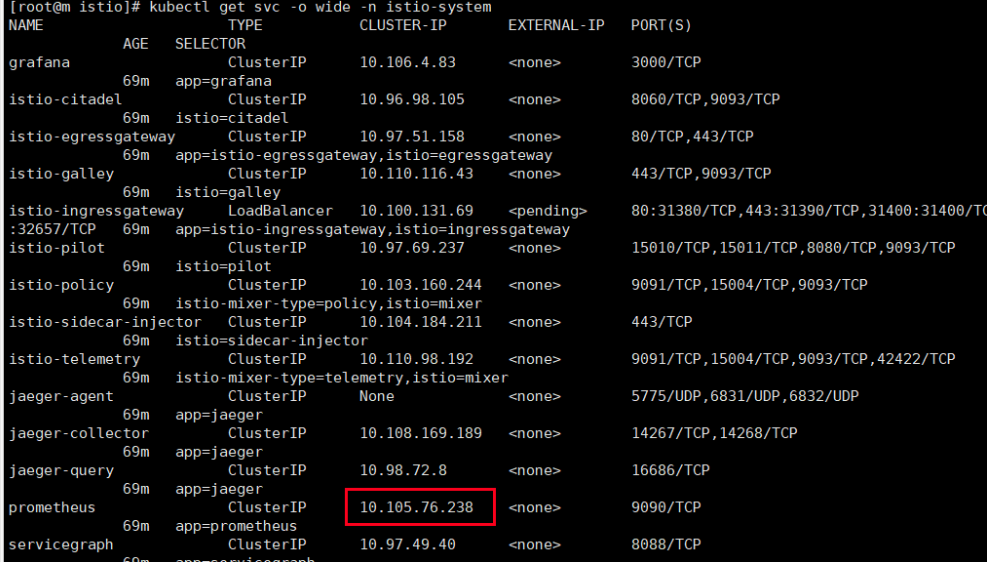 [root@m istio]# kubectl get svc -o wide -n istio-system
NAME TYPE CLUSTER-IP EXTERNAL-IP PORT(S)
AGE SELECTOR
grafana ClusterIP 10.106.4.83 <none> 3000/TCP
69m app=grafana
istio-citadel ClusterIP 10.96.98.105 <none> 8060/TCP,9093/TCP
69m istio=citadel
istio-egressgateway ClusterIP 10.97.51.158 <none> 80/TCP,443/TCP
69m app=istio-egressgateway,istio=egressgateway
istio-galley ClusterIP 10.110.116.43 <none> 443/TCP,9093/TCP
69m istio=galley
istio-ingressgateway LoadBalancer 10.100.131.69 <pending> 80:31380/TCP,443:31390/TCP,31400:31400/TC
:32657/TCP 69m app=istio-ingressgateway,istio=ingressgateway
istio-pilot ClusterIP 10.97.69.237 <none> 15010/TCP,15011/TCP,8080/TCP,9093/TCP
69m istio=pilot
istio-policy ClusterIP 10.103.160.244 <none> 9091/TCP,15004/TCP,9093/TCP
69m istio-mixer-type=policy,istio=mixer
istio-sidecar-injector ClusterIP 10.104.184.211 <none> 443/TCP
69m istio=sidecar-injector
istio-telemetry ClusterIP 10.110.98.192 <none> 9091/TCP,15004/TCP,9093/TCP,42422/TCP
69m istio-mixer-type=telemetry,istio=mixer
jaeger-agent ClusterIP None <none> 5775/UDP,6831/UDP,6832/UDP
69m app=jaeger
jaeger-collector ClusterIP 10.108.169.189 <none> 14267/TCP,14268/TCP
69m app=jaeger
jaeger-query ClusterIP 10.98.72.8 <none> 16686/TCP
69m app=jaeger
prometheus ClusterIP 10.105.76.238 <none> 9090/TCP
69m app=prometheus
servicegraph ClusterIP 10.97.49.40 <none> 8088/TCP
69m app=servicegraph